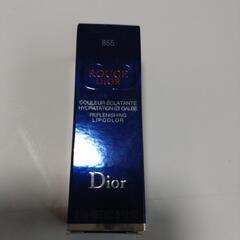 855
ROUGE
DIOR
COULEUR ÉCLATANTE
HYDRATATION ET GALBE
REPLENISHING
LIPCOLOR
Dior